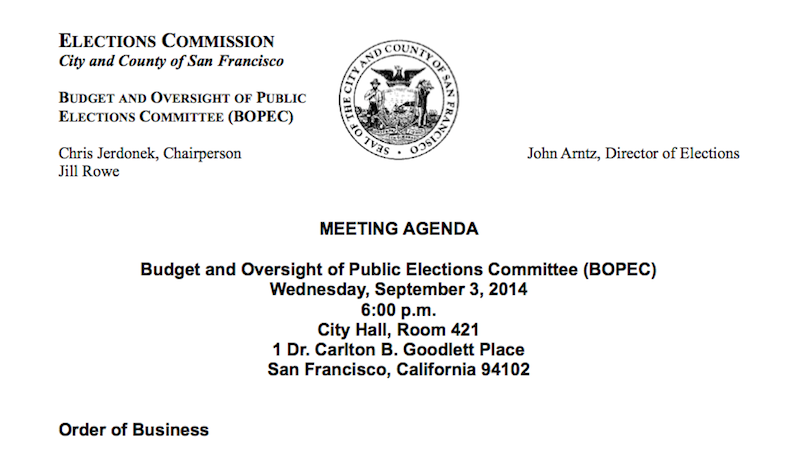 ELECTIONS COMMISSION
City and County of San Francisco
BUDGET AND OVERSIGHT OF PUBLIC
ELECTIONS COMMITTEE (BOPEC)
Chris Jerdonek, Chairperson
Jill Rowe
SEAL OF THE CITY AND COUNTY OF SAN FRANCISCO
John Arntz, Director of Elections
MEETING AGENDA
Budget and Oversight of Public Elections Committee (BOPEC)
Wednesday, September 3, 2014
6:00 p.m.
City Hall, Room 421
1 Dr. Carlton B. Goodlett Place
San Francisco, California 94102
Order of Business